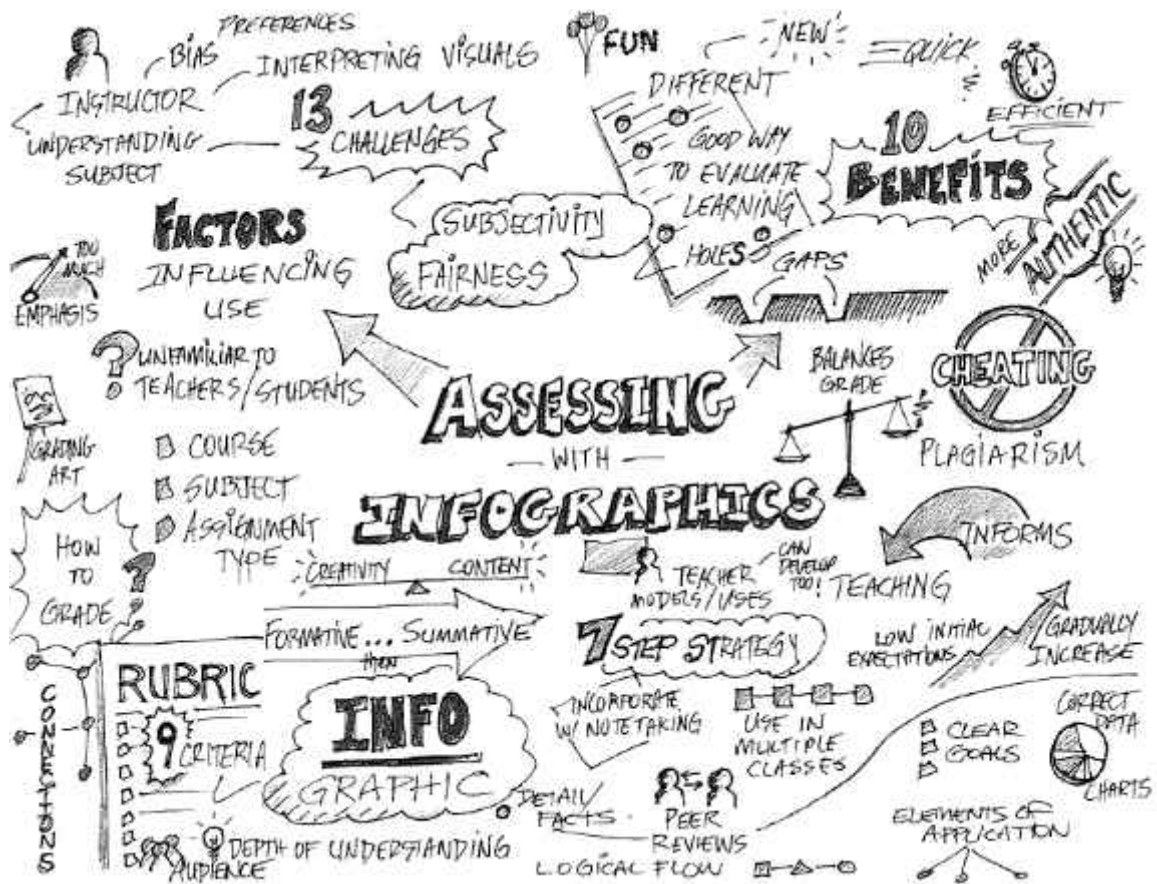 PREFERENCES
BIAS
INTERPRETING VISUALS
INSTRUCTOR
UNDERSTANDING
SUBJECT
13
CHALLENGES
FUN
NEW
DIFFERENT
GOOD WAY
TO EVALUATE
LEARNING
HOLES
GAPS
QUICK
EFFICIENT
10
BENEFITS
MORE
AUTHENTIC
SUBJECTIVITY
FAIRNESS
FACTORS
INFLUENCING
USE
TOO
MUCH
EMPHASIS
UNFAMILIAR TO
TEACHERS/STUDENTS
GRADING
ART
COURSE
SUBJECT
ASSIGNMENT
TYPE
HOW
TO
GRADE
?
ASSESSING
WITH
INFOGRAPHICS
BALANCES
GRADE
CHEATING
PLAGIARISM
INFORMS
TEACHING
CREATIVITY
CONTENT
FORMATIVE... SUMMATIVE
THEN
TEACHER
MODELS/USES
CAN
DEVELOP
TOO!
7 STEP STRATEGY
LOW INITIAL
EXPECTATIONS
GRADUALLY
INCREASE
INCORPORATE
W/ NOTETAKING
USE IN
MULTIPLE
CLASSES
CONNECTIONS
RUBRIC
9
CRITERIA
INFO
GRAPHIC
DETAIL/
FACTS
PEER
REVIEWS
CLEAR
GOALS
CORRECT
DATA
CHARTS
ELEMENTS OF
APPLICATION
AUDIENCE
DEPTH OF UNDERSTANDING
LOGICAL FLOW